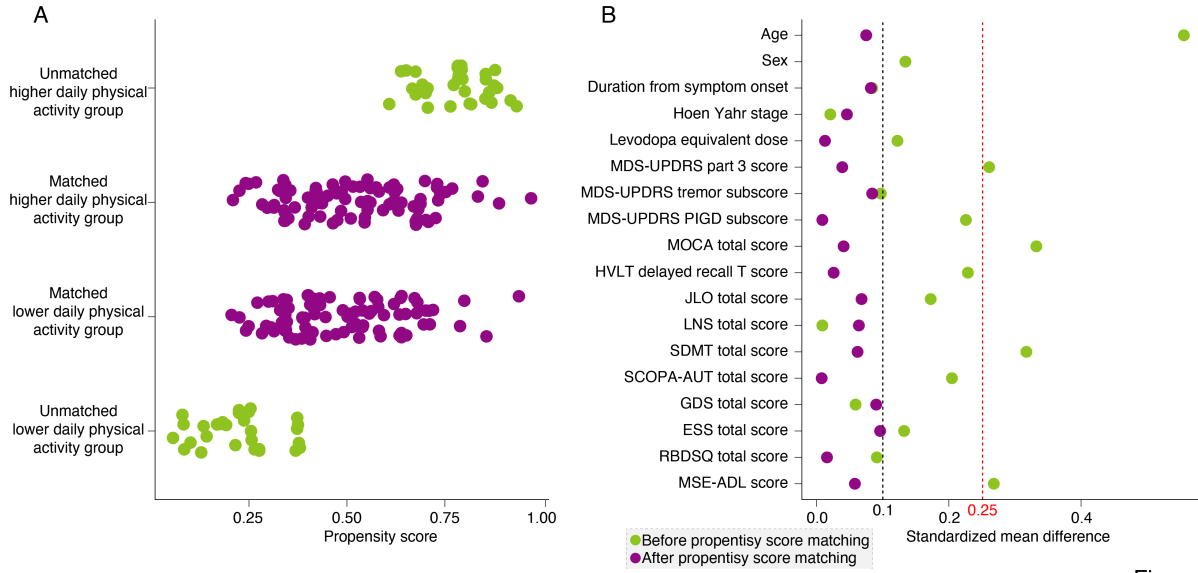 A
Unmatched
higher daily physical
activity group
Matched
higher daily physical
activity group
Matched
lower daily physical
activity group
Unmatched
lower daily physical
activity group
0.25
0.50
0.75
1.00
Propensity score
B
Age
Sex
Duration from symptom onset
Hoen Yahr stage
Levodopa equivalent dose
MDS-UPDRS part 3 score
MDS-UPDRS tremor subscore
MDS-UPDRS PIGD subscore
MOCA total score
HVLT delayed recall T score
JLO total score
LNS total score
SDMT total score
SCOPA-AUT total score
GDS total score
ESS total score
RBDSQ total score
MSE-ADL score
0.0
0.1
0.2
0.25
0.4
Standardized mean difference
Before propentisy score matching
After propentisy score matching